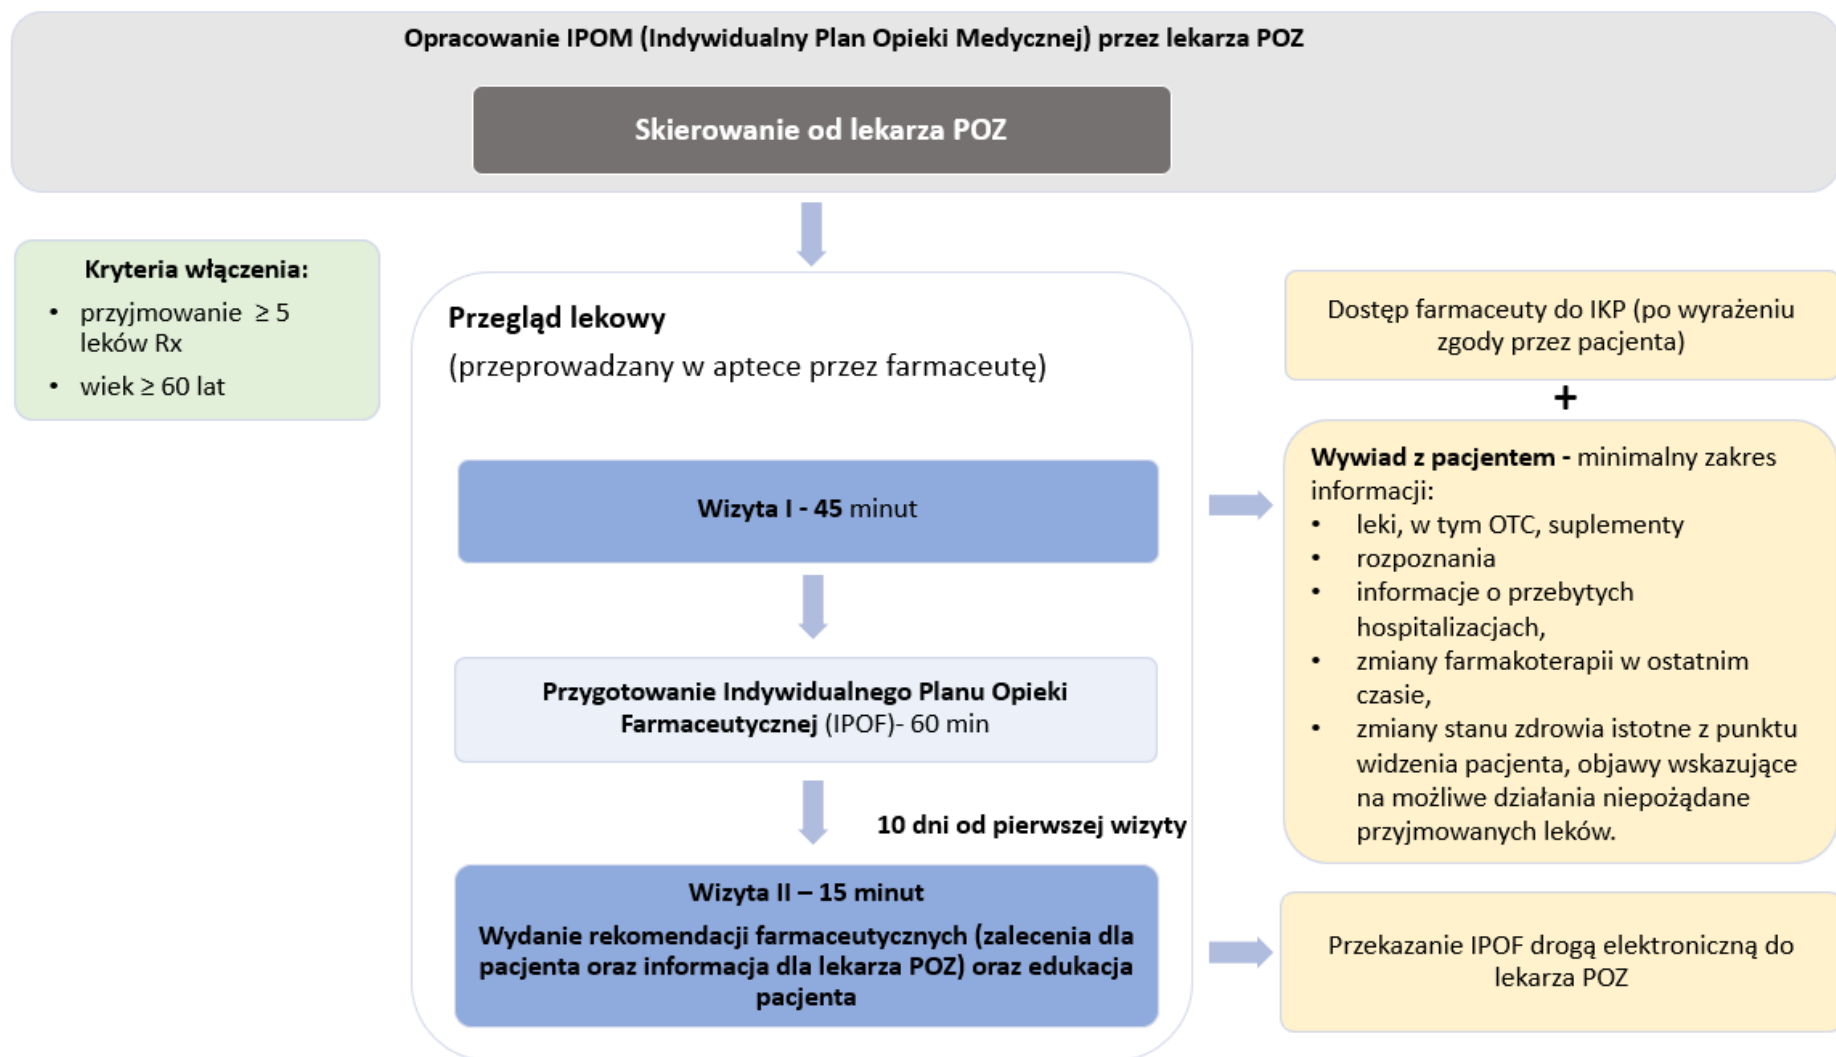 Opracowanie IPOM (Indywidualny Plan Opieki Medycznej) przez lekarza POZ
Skierowanie od lekarza POZ
Kryteria włączenia:
• przyjmowanie ≥ 5
leków Rx
• wiek ≥ 60 lat
Przegląd lekowy
(przeprowadzany w aptece przez farmaceutę)
Wizyta I - 45 minut
Przygotowanie Indywidualnego Planu Opieki
Farmaceutycznej (IPOF)- 60 min
10 dni od pierwszej wizyty
Wizyta II – 15 minut
Wydanie rekomendacji farmaceutycznych (zalecenia dla
pacjenta oraz informacja dla lekarza POZ) oraz edukacja
pacjenta
Dostęp farmaceuty do IKP (po wyrażeniu
zgody przez pacjenta)
+
Wywiad z pacjentem - minimalny zakres
informacji:
• leki, w tym OTC, suplementy
• rozpoznania
• informacje o przebytych
hospitalizacjach,
• zmiany farmakoterapii w ostatnim
czasie,
• zmiany stanu zdrowia istotne z punktu
widzenia pacjenta, objawy wskazujące
na możliwe działania niepożądane
przyjmowanych leków.
Przekazanie IPOF drogą elektroniczną do
lekarza POZ